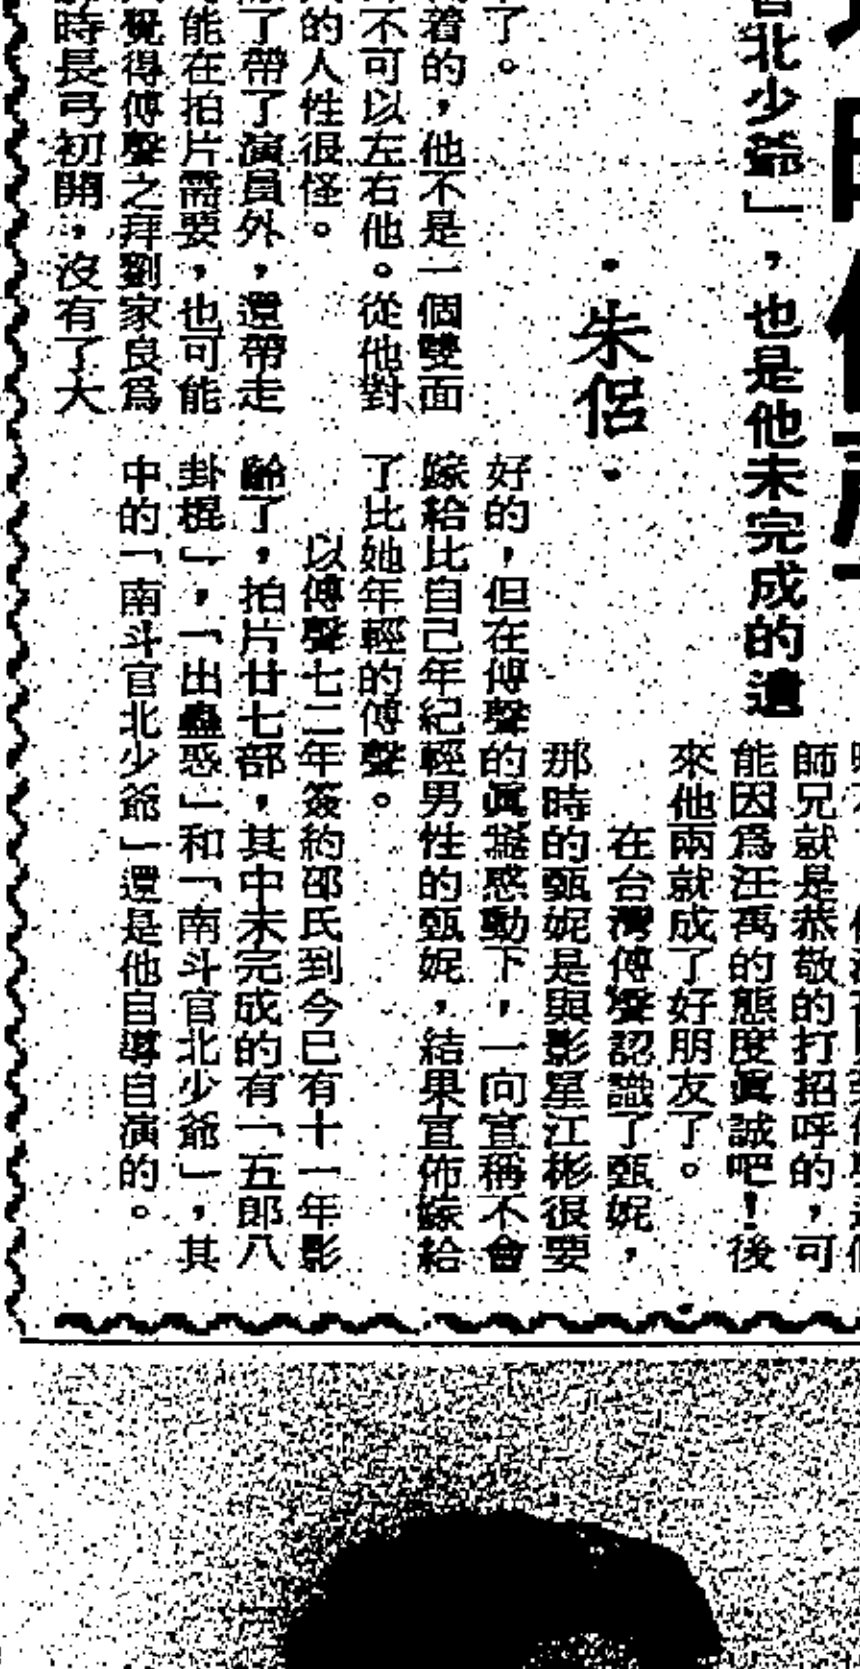 官北少爺」，也是他未完成的遺
・朱侶・
了。
着的，他不是一個雙面
不可以左右他。從他對
的人性很怪。
了帶了演員外，還帶走
能在拍片需要，也可能
覺得傅聲之拜劉家良爲
時長弓初開，沒有了大
師兄就是恭敬的打招呼的，可
能因爲汪禹的態度眞誠吧！後
來他兩就成了好朋友了。
在台灣傅聲認識了甄妮，
那時的甄妮是與影星江彬很要
好的，但在傅聲的眞癡感動下，一向宣稱不會
嫁給比自己年紀輕男性的甄妮，結果宣佈嫁給
了比她年輕的傅聲。
以傅聲七二年簽約邵氏到今已有十一年影
齡了，拍片廿七部，其中未完成的有「五郎八
卦棍」，「出蠱惑」和「南斗官北少爺」，其
中的「南斗官北少爺」還是他自導自演的。